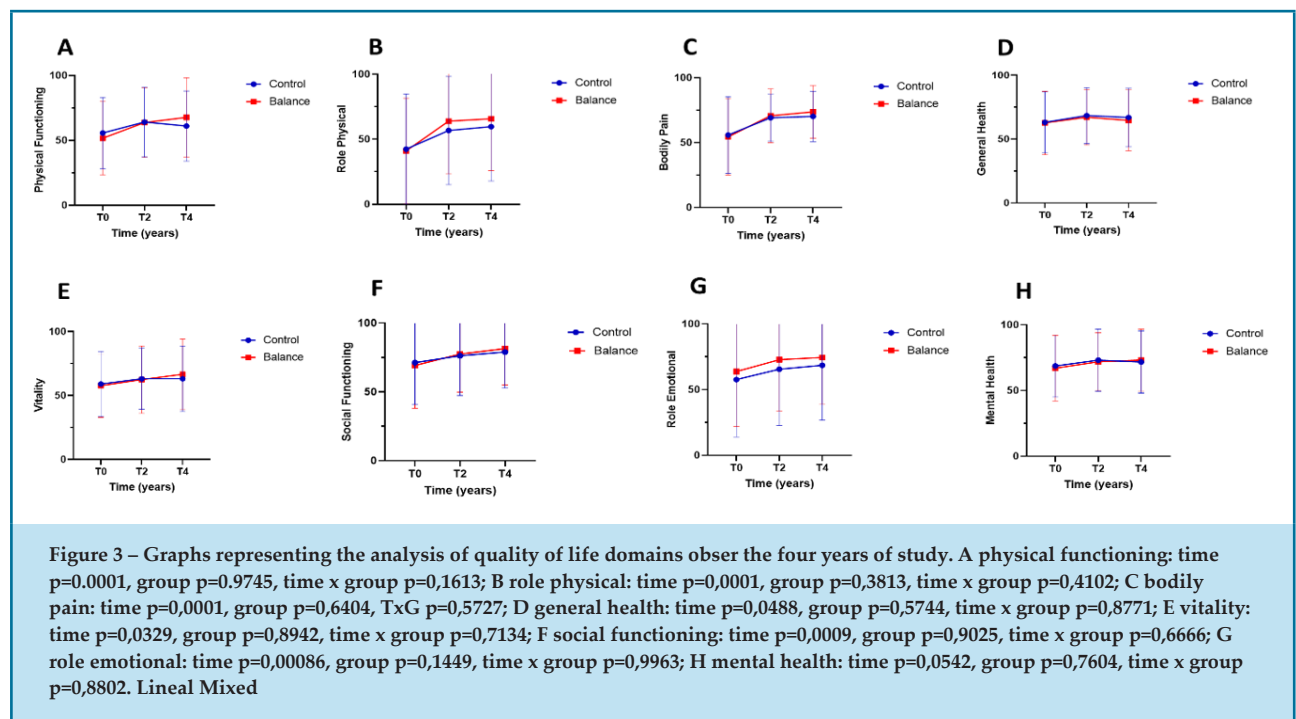 A
Physical Functioning
100
50
0
T0 T2 T4
Time (years)
Control
Balance
B
Role Physical
100
50
0
T0 T2 T4
Time (years)
Control
Balance
C
Bodily Pain
100
50
0
T0 T2 T4
Time (years)
Control
Balance
D
General Health
100
50
0
T0 T2 T4
Time (years)
Control
Balance
E
Vitality
100
50
0
T0 T2 T4
Time (years)
Control
Balance
F
Social Functioning
100
50
0
T0 T2 T4
Time (years)
Control
Balance
G
Role Emotional
100
50
0
T0 T2 T4
Time (years)
Control
Balance
H
Mental Health
100
50
0
T0 T2 T4
Time (years)
Control
Balance
Figure 3 – Graphs representing the analysis of quality of life domains obser the four years of study. A physical functioning: time
p=0.0001, group p=0.9745, time x group p=0,1613; B role physical: time p=0,0001, group p=0,3813, time x group p=0,4102; C bodily
pain: time p=0,0001, group p=0,6404, TxG p=0,5727; D general health: time p=0,0488, group p=0,5744, time x group p=0,8771; E vitality:
time p=0,0329, group p=0,8942, time x group p=0,7134; F social functioning: time p=0,0009, group p=0,9025, time x group p=0,6666; G
role emotional: time p=0,00086, group p=0,1449, time x group p=0,9963; H mental health: time p=0,0542, group p=0,7604, time x group
p=0,8802. Lineal Mixed